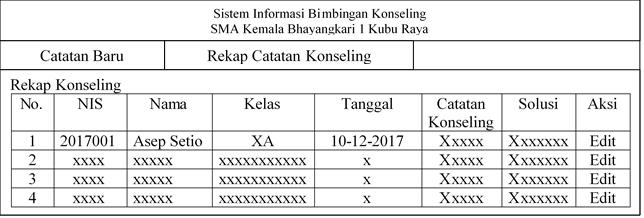 Sistem Informasi Bimbingan Konseling
SMA Kemala Bhayangkari 1 Kubu Raya
Catatan Baru Rekap Catatan Konseling
Rekap Konseling
No. NIS Nama Kelas Tanggal Catatan Konseling Solusi Aksi
1 2017001 Asep Setio XA 10-12-2017 Xxxxx Xxxxxxx Edit
2 xxxx xxxxx xxxxxxxxxxx x Xxxxx Xxxxxxx Edit
3 xxxx xxxxx xxxxxxxxxxx x Xxxxx Xxxxxxx Edit
4 xxxx xxxxx xxxxxxxxxxx x Xxxxx Xxxxxxx Edit